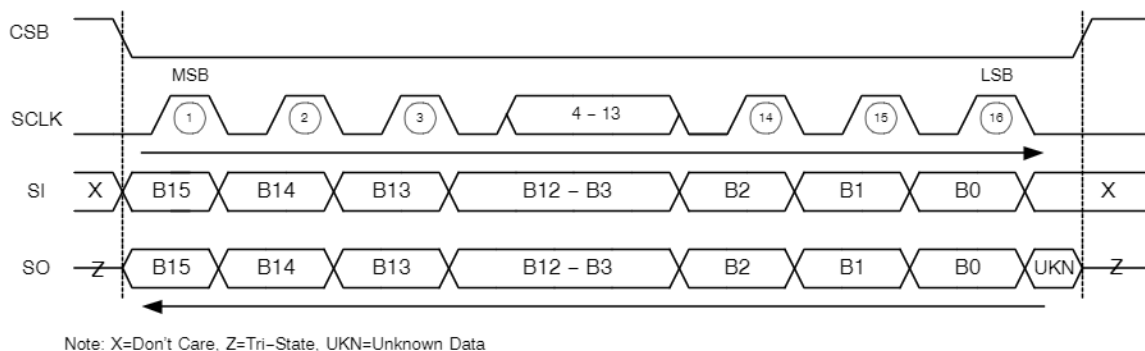 CSB
MSB LSB
SCLK 1 2 3 4 – 13 14 15 16
SI X B15 B14 B13 B12 – B3 B2 B1 B0 X
SO Z B15 B14 B13 B12 – B3 B2 B1 B0 UKN Z
Note: X=Don't Care, Z=Tri–State, UKN=Unknown Data